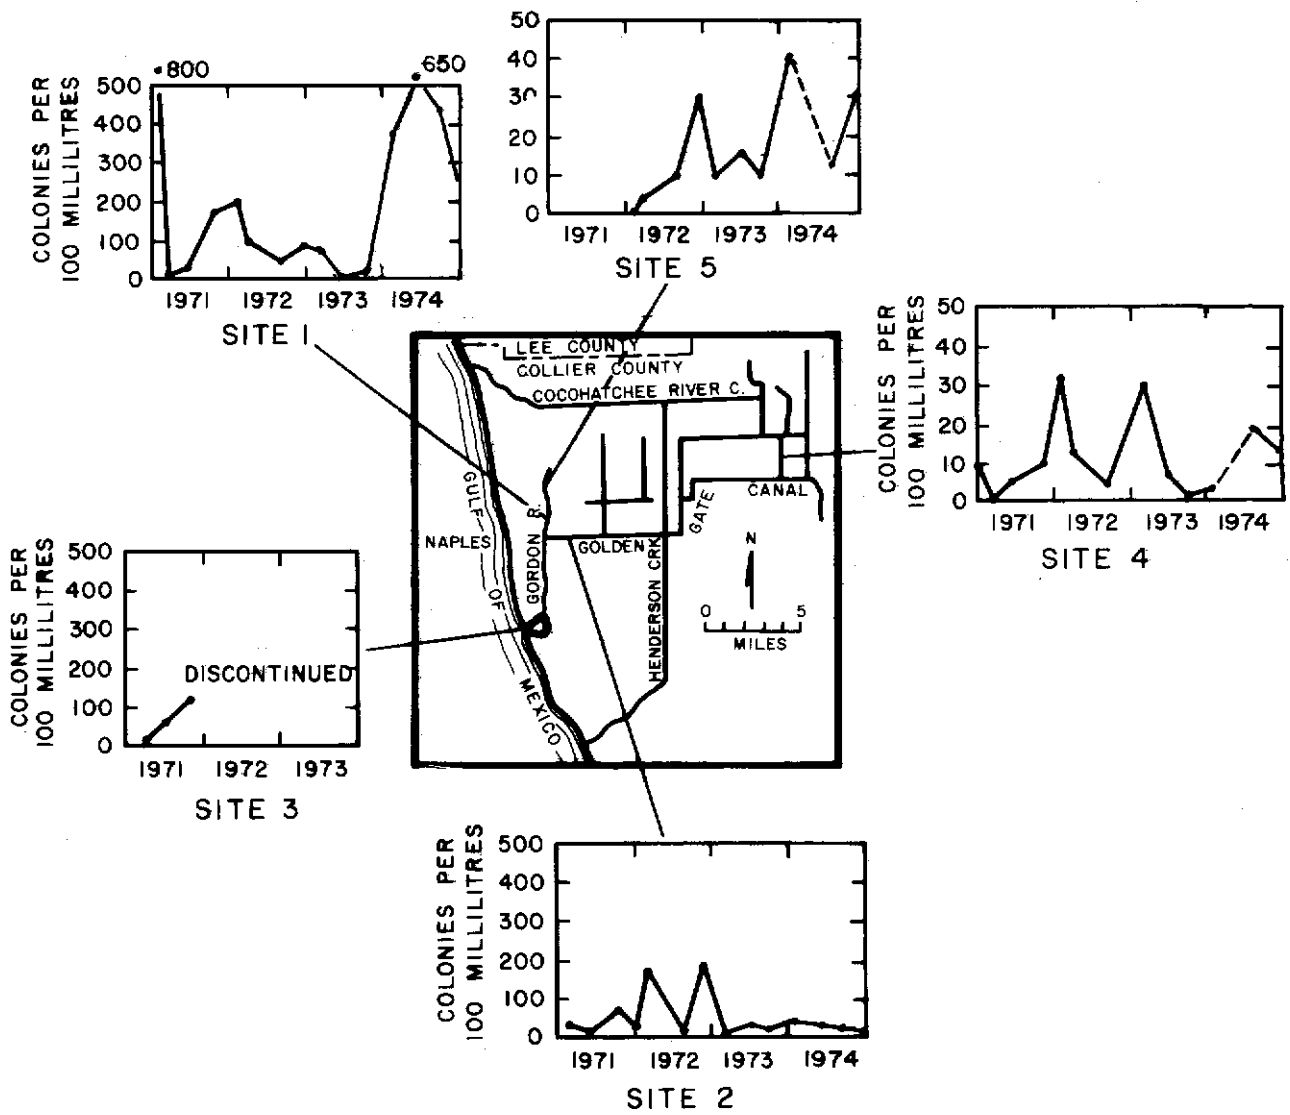 800
650
COLONIES PER
100 MILLILITRES
500
400
300
200
100
0
1971 1972 1973 1974
SITE 1
50
40
30
20
10
0
1971 1972 1973 1974
SITE 5
COLONIES PER
100 MILLILITRES
50
40
30
20
10
0
1971 1972 1973 1974
SITE 4
LEE COUNTY
COLLIER COUNTY
COCOHATCHEE RIVER C.
GULF
OF
MEXICO
NAPLES
GORDON R.
GOLDEN
GATE
CANAL
HENDERSON CRK.
N
0 5
MILES
COLONIES PER
100 MILLILITRES
500
400
300
200
100
0
DISCONTINUED
1971 1972 1973
SITE 3
COLONIES PER
100 MILLILITRES
500
400
300
200
100
0
1971 1972 1973 1974
SITE 2